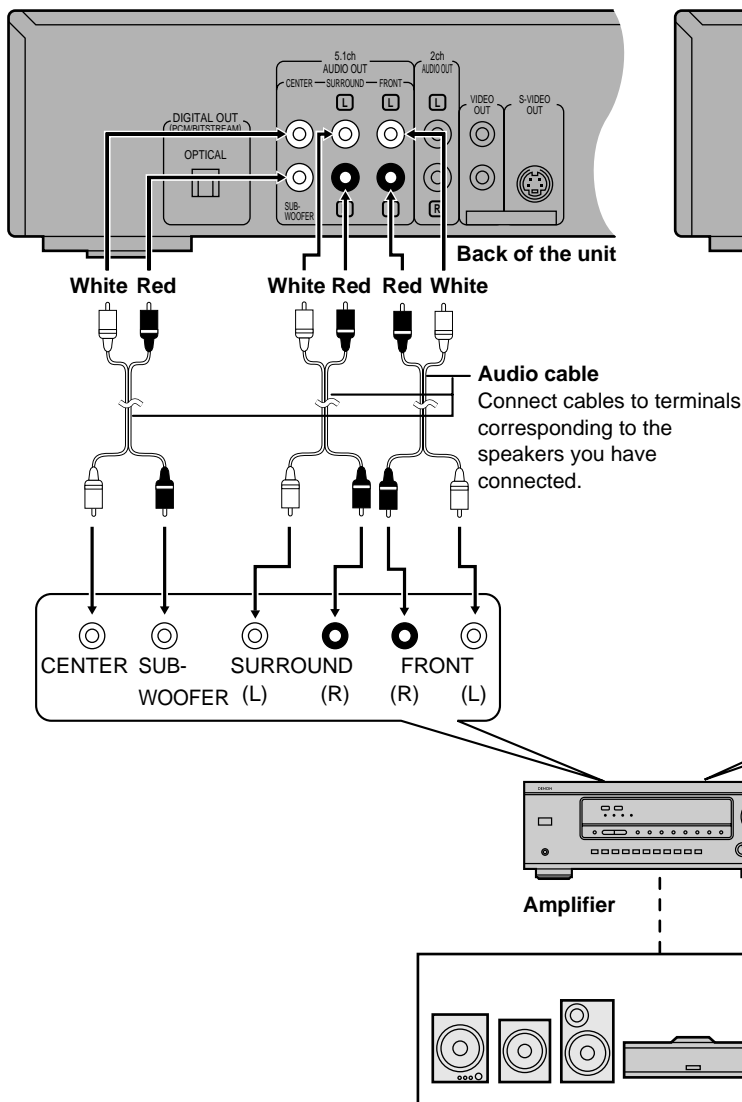 5.1ch
AUDIO OUT
2ch
AUDIO OUT
CENTER SURROUND FRONT
L L L
VIDEO
OUT
S-VIDEO
OUT
DIGITAL OUT
(PCM/BITSTREAM)
OPTICAL
SUB-
WOOFER
R
Back of the unit
White Red White Red Red White
Audio cable
Connect cables to terminals
corresponding to the
speakers you have
connected.
CENTER SUB-
WOOFER
SURROUND
(L) (R)
FRONT
(R) (L)
DENON
Amplifier